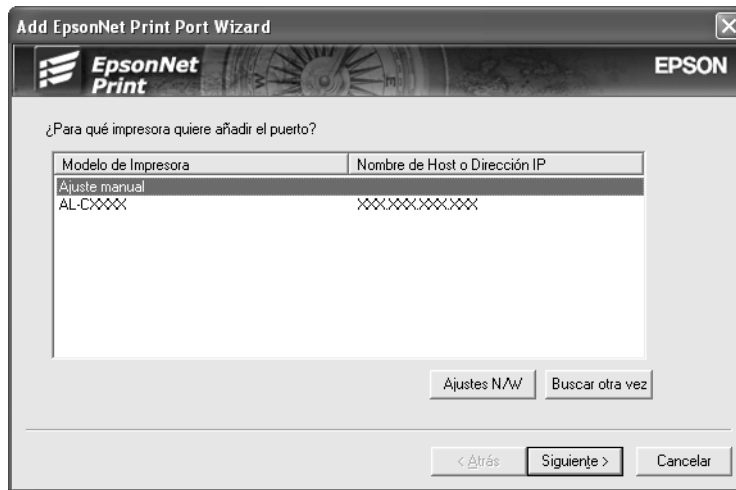 Add EpsonNet Print Port Wizard
EpsonNet
Print
EPSON
¿Para qué impresora quiere añadir el puerto?
Modelo de Impresora Nombre de Host o Dirección IP
Ajuste manual
AL-CXXXX XXX.XXX.XXX.XXX
Ajustes N/W Buscar otra vez
< Atrás Siguiente > Cancelar